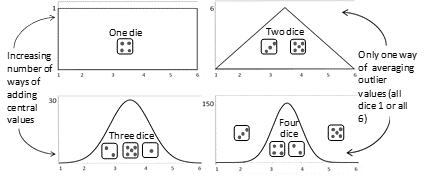 Increasing
number of
ways of
adding
central
values
1
One die
1 2 3 4 5 6
6
Two dice
1 2 3 4 5 6
30
Three dice
1 2 3 4 5 6
150
Four
dice
1 2 3 4 5 6
Only one way
of averaging
outlier
values (all
dice 1 or all
6)